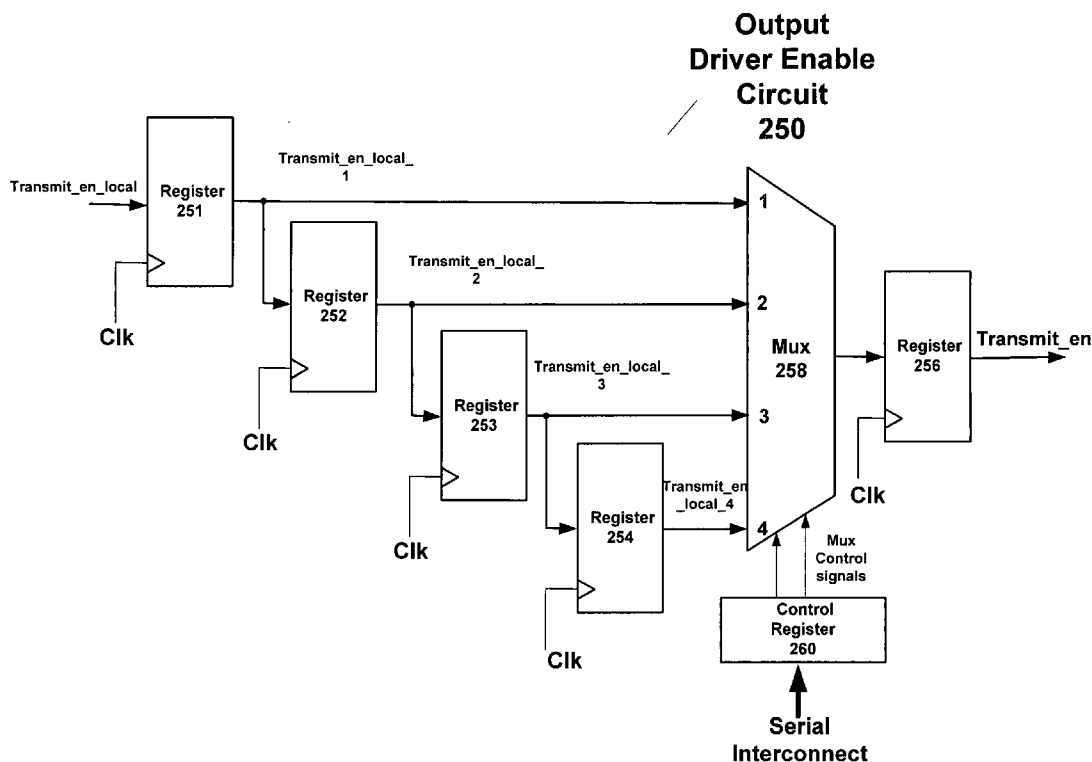 Output
Driver Enable
Circuit
250
Transmit_en_local
Register
251
Clk
Transmit_en_local_
1
Register
252
Clk
Transmit_en_local_
2
Register
253
Clk
Transmit_en_local_
3
Register
254
Clk
Transmit_en
_local_4
1
2
3
4
Mux
258
Register
256
Clk
Transmit_en
Mux
Control
signals
Control
Register
260
Serial
Interconnect